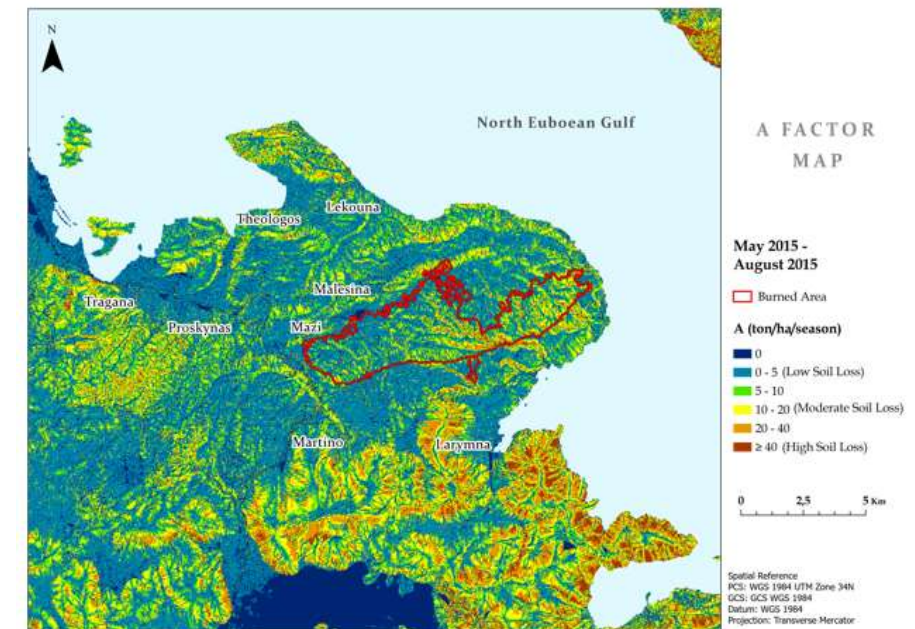 N
North Euboean Gulf
Lekouna
Theologos
Malesina
Tragana
Proskynas
Mazi
Martino
Larymna
A FACTOR
MAP
May 2015 -
August 2015
Burned Area
A (ton/ha/season)
0
0 - 5 (Low Soil Loss)
5 - 10
10 - 20 (Moderate Soil Loss)
20 - 40
≥ 40 (High Soil Loss)
0 2,5 5 Km
Spatial Reference
PCS: WGS 1984 UTM Zone 34N
GCS: GCS WGS 1984
Datum: WGS 1984
Projection: Transverse Mercator